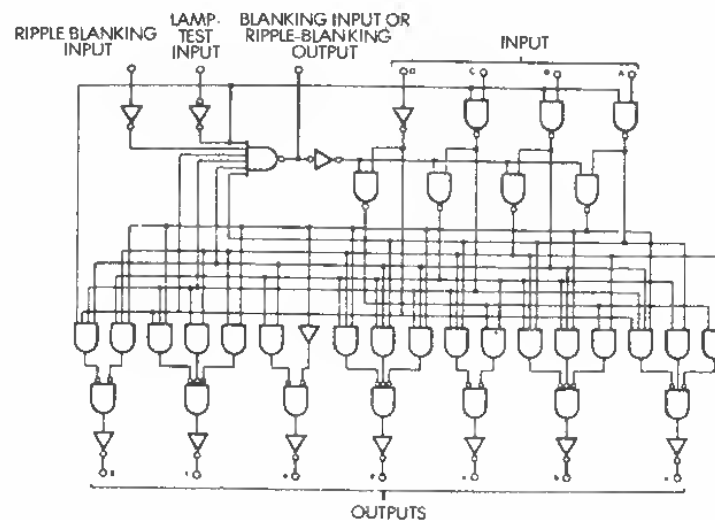 RIPPLE BLANKING
INPUT
LAMP-
TEST
INPUT
BLANKING INPUT OR
RIPPLE-BLANKING
OUTPUT
INPUT
C
A
OUTPUTS